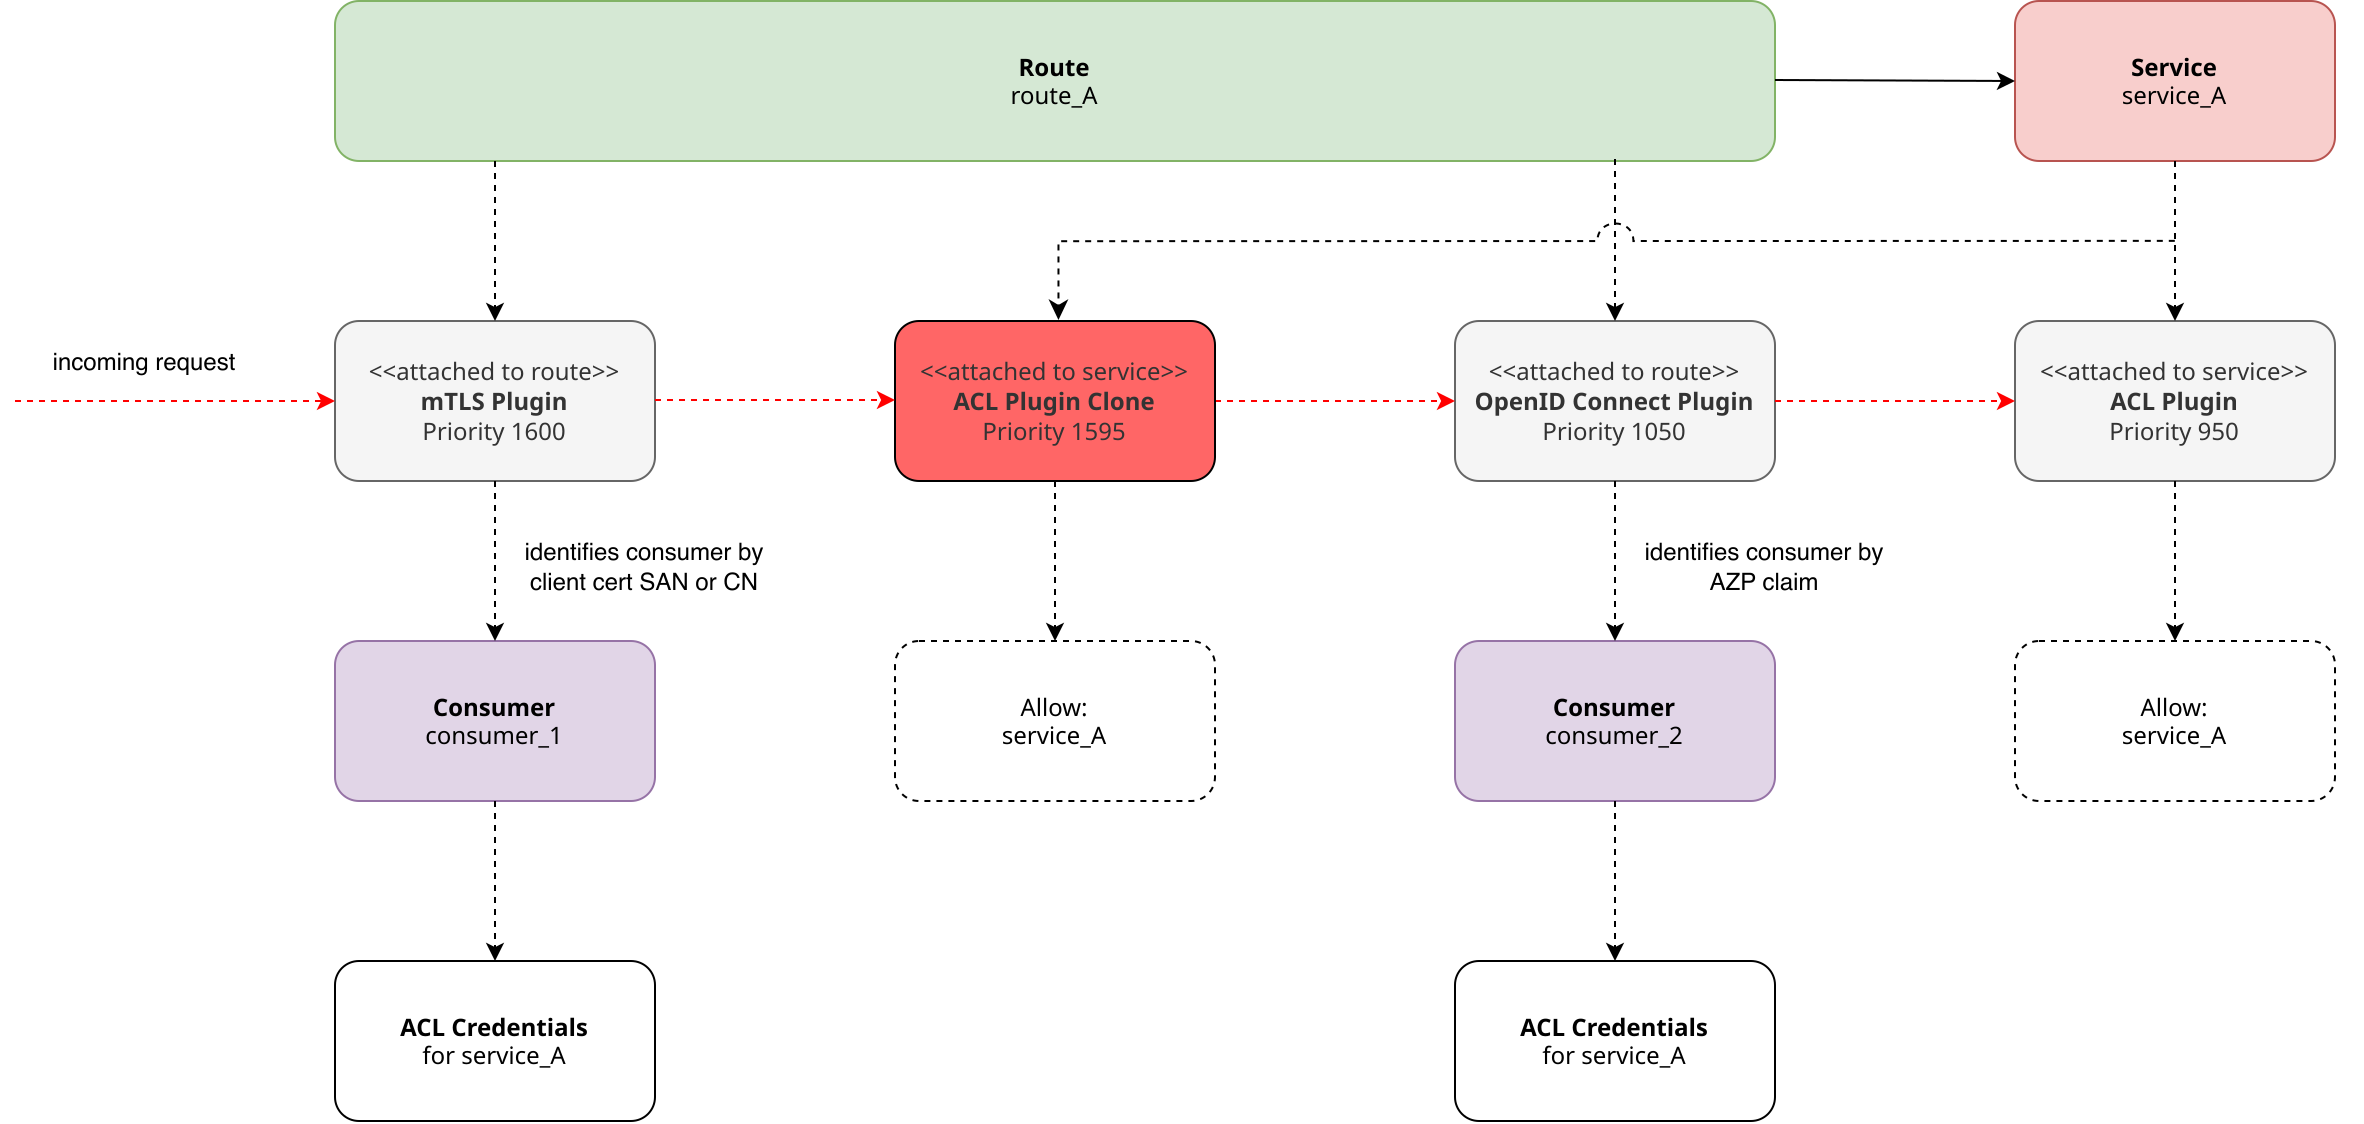 Route
route_A
Service
service_A
incoming request
<<attached to route>>
mTLS Plugin
Priority 1600
<<attached to service>>
ACL Plugin Clone
Priority 1595
<<attached to route>>
OpenID Connect Plugin
Priority 1050
<<attached to service>>
ACL Plugin
Priority 950
identifies consumer by
client cert SAN or CN
identifies consumer by
AZP claim
Consumer
consumer_1
Allow:
service_A
Consumer
consumer_2
Allow:
service_A
ACL Credentials
for service_A
ACL Credentials
for service_A